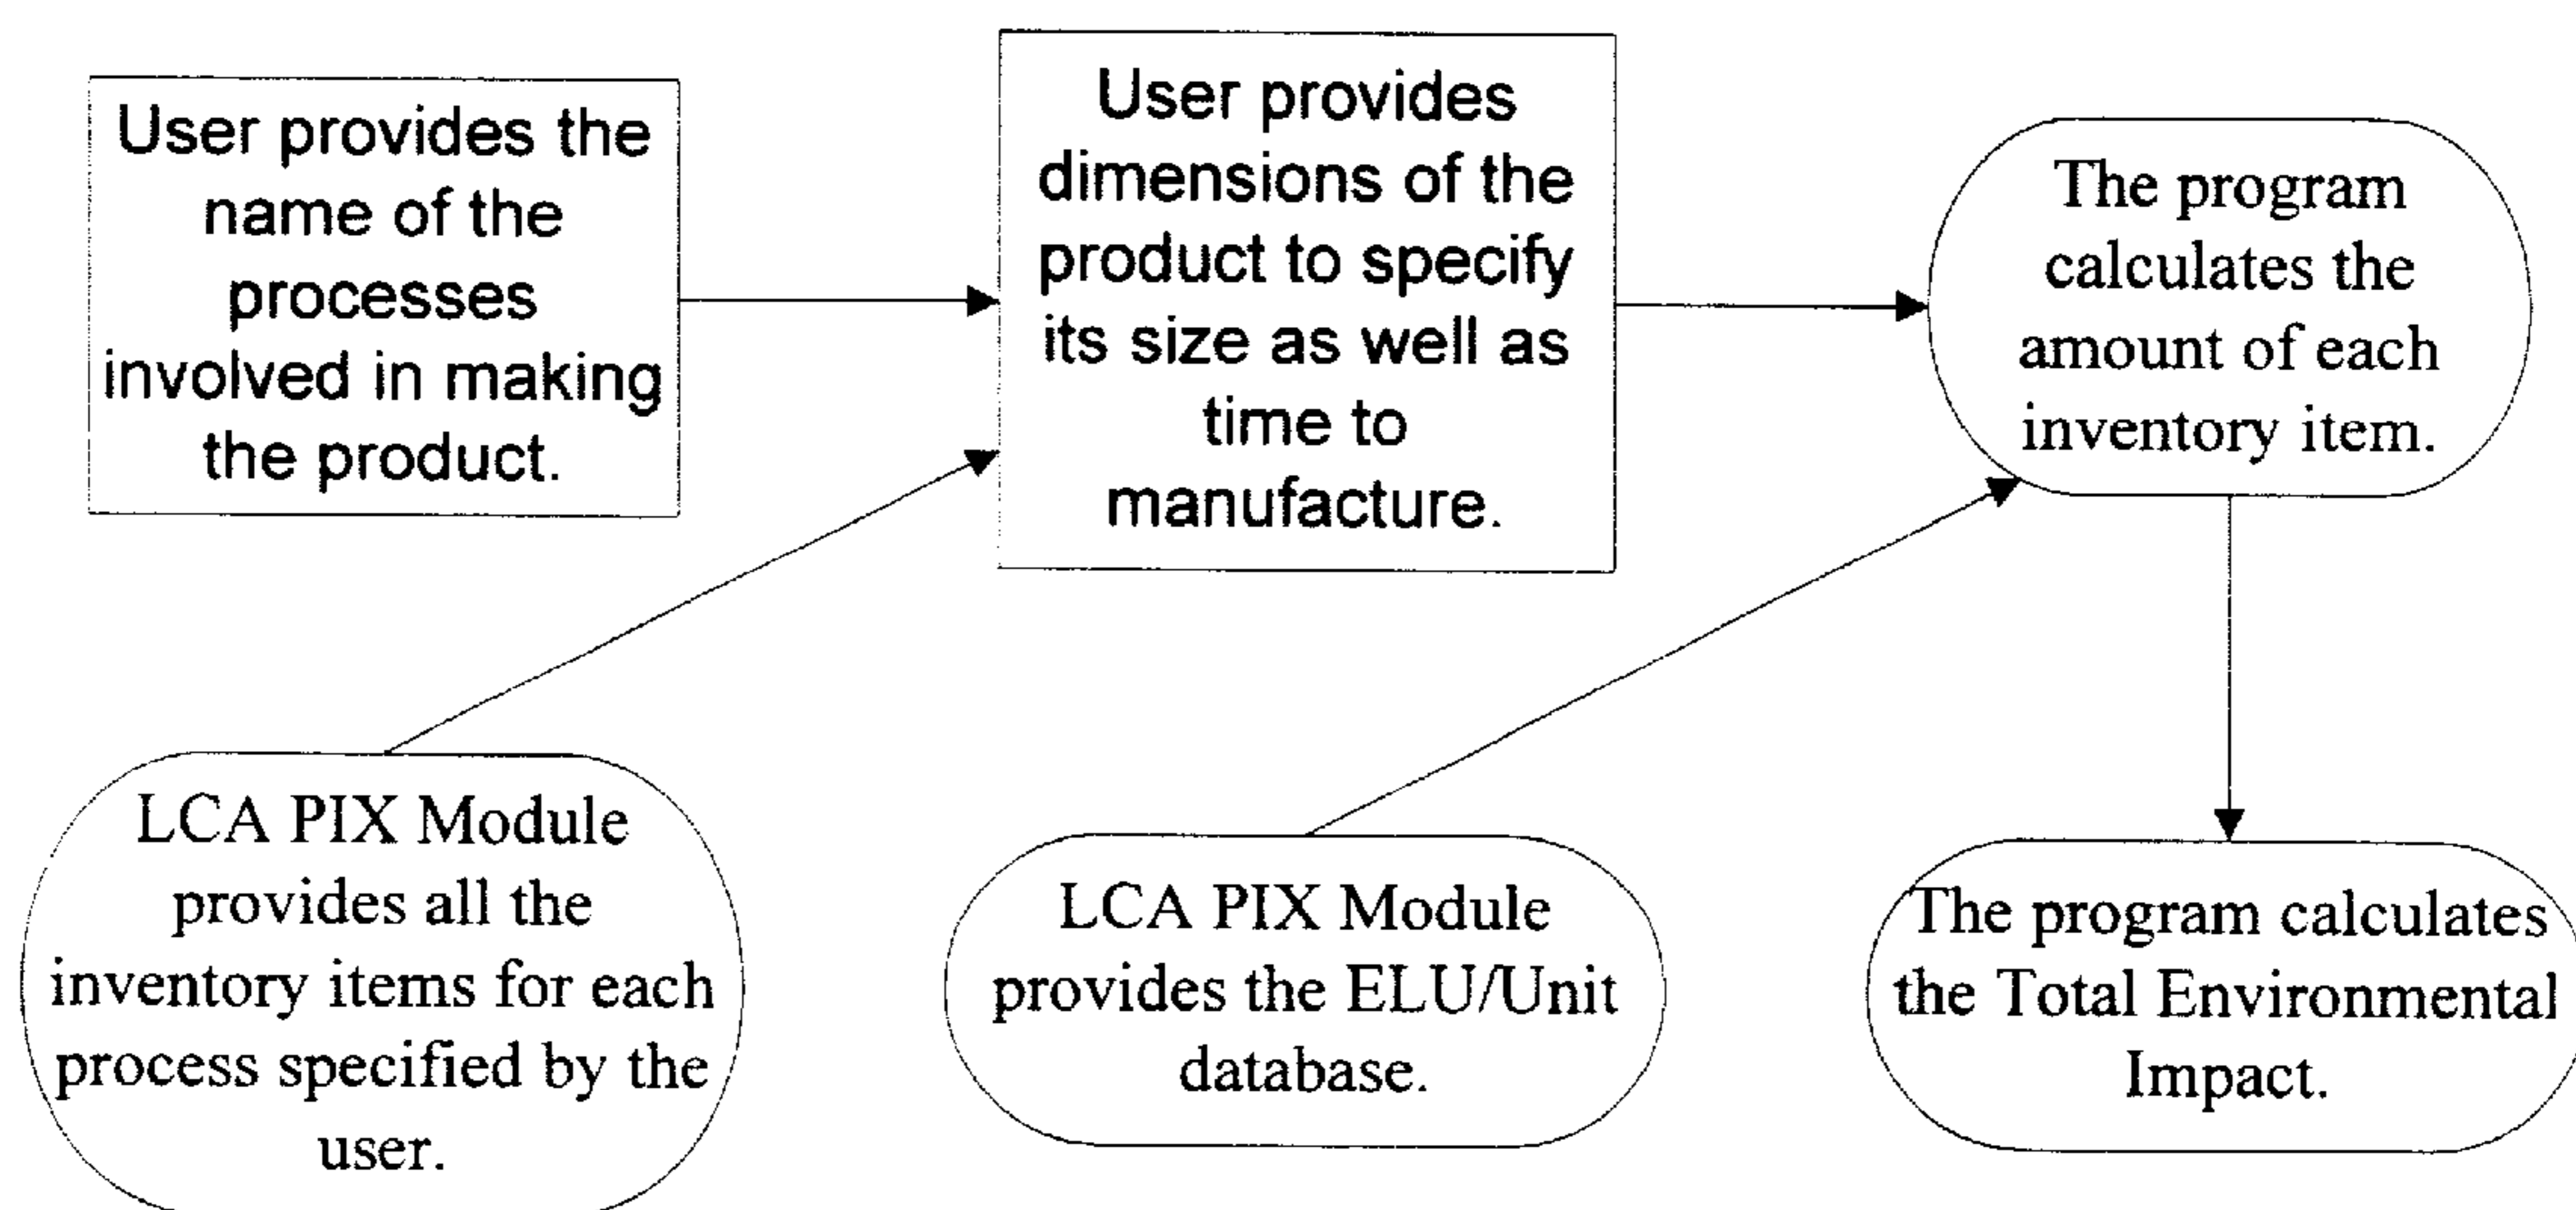 User provides the
name of the
processes
involved in making
the product.
User provides
dimensions of the
product to specify
its size as well as
time to
manufacture.
The program
calculates the
amount of each
inventory item.
LCA PIX Module
provides all the
inventory items for each
process specified by the
user.
LCA PIX Module
provides the ELU/Unit
database.
The program calculates
the Total Environmental
Impact.